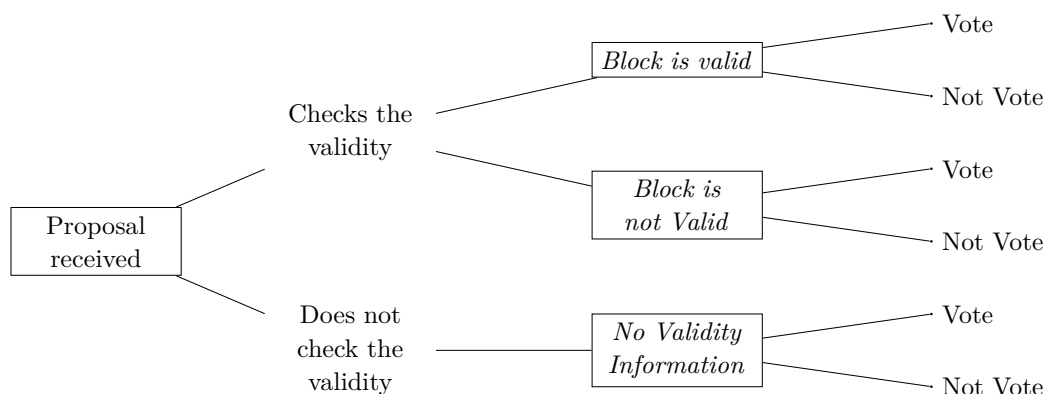 Proposal
received
Checks the
validity
Does not
check the
validity
Block is valid
Block is
not Valid
No Validity
Information
Vote
Not Vote
Vote
Not Vote
Vote
Not Vote